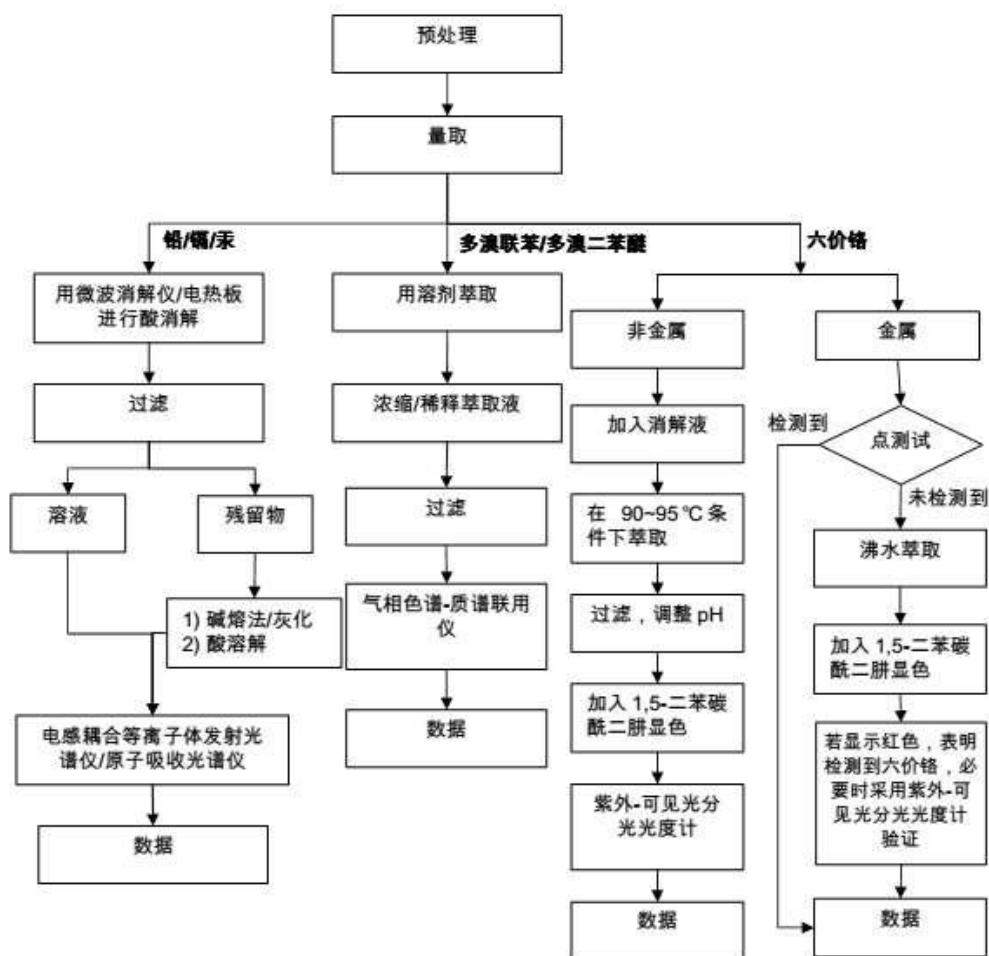 预处理
量取
铅/镉/汞
多溴联苯/多溴二苯醚
六价铬
用微波消解仪/电热板
进行酸消解
过滤
溶液
残留物
1) 碱熔法/灰化
2) 酸溶解
电感耦合等离子体发射光
谱仪/原子吸收光谱仪
数据
用溶剂萃取
浓缩/稀释萃取液
过滤
气相色谱-质谱联用
仪
数据
非金属
加入消解液
在 90~95℃条
件下萃取
过滤，调整 pH
加入 1,5-二苯碳
酰二肼显色
紫外-可见光分
光光度计
数据
金属
点测试
检测到
未检测到
沸水萃取
加入 1,5-二苯碳
酰二肼显色
若显示红色，表明
检测到六价铬，必
要时采用紫外-可
见光分光光度计
验证
数据